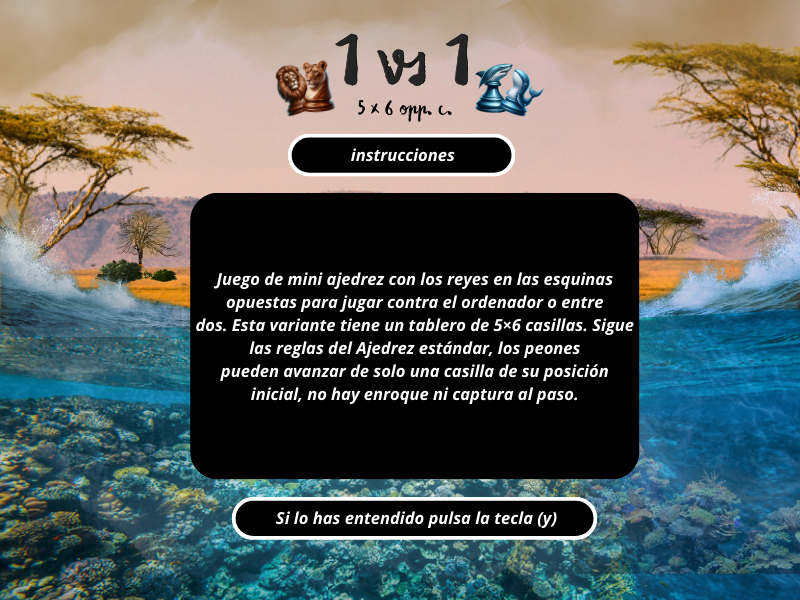 1 vs 1
5 x 6 opp. c.
instrucciones
Juego de mini ajedrez con los reyes en las esquinas
opuestas para jugar contra el ordenador o entre
dos. Esta variante tiene un tablero de 5×6 casillas. Sigue
las reglas del Ajedrez estándar, los peones
pueden avanzar de solo una casilla de su posición
inicial, no hay enroque ni captura al paso.
Si lo has entendido pulsa la tecla (y)